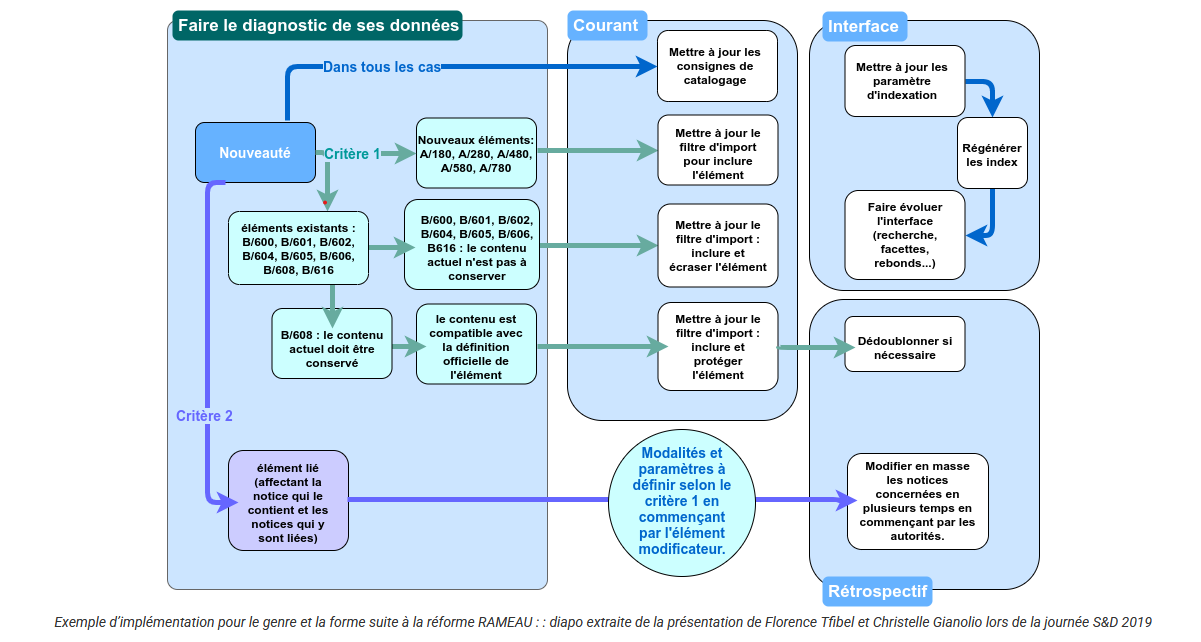 Faire le diagnostic de ses données
Dans tous les cas
Nouveauté
Critère 1
Nouveaux éléments:
A/180, A/280, A/480,
A/580, A/780
éléments existants :
B/600, B/601, B/602,
B/604, B/605, B/606,
B/608, B/616
B/600, B/601, B/602,
B/604, B/605, B/606,
B616 : le contenu
actuel n'est pas à
conserver
B/608 : le contenu
actuel doit être
conservé
le contenu est
compatible avec
la définition
officielle de
l'élément
Critère 2
élément lié
(affectant la
notice qui le
contient et les
notices qui y
sont liées)
Courant
Mettre à jour les
consignes de
catalogage
Mettre à jour le
filtre d'import
pour inclure
l'élément
Mettre à jour le
filtre d'import :
inclure et
écraser l'élément
Mettre à jour le
filtre d'import :
inclure et
protéger
l'élément
Modalités et
paramètres à
définir selon le
critère 1 en
commençant
par l'élément
modificateur.
Interface
Mettre à jour les
paramètre
d'indexation
Régénérer
les index
Faire évoluer
l'interface
(recherche,
facettes,
rebonds...)
Dédoublonner si
nécessaire
Modifier en masse
les notices
concernées en
plusieurs temps en
commençant par les
autorités.
Rétrospectif
Exemple d'implémentation pour le genre et la forme suite à la réforme RAMEAU : : diapo extraite de la présentation de Florence Tfibel et Christelle Gianolio lors de la journée S&D 2019